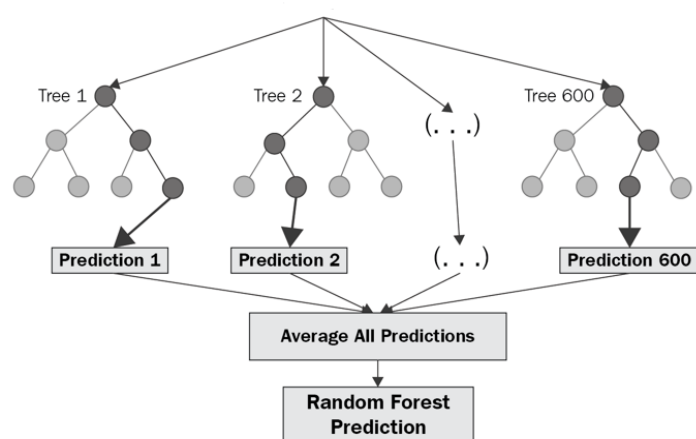 Tree 1
Tree 2
(. . .)
Tree 600
Prediction 1
Prediction 2
(. . .)
Prediction 600
Average All Predictions
Random Forest
Prediction